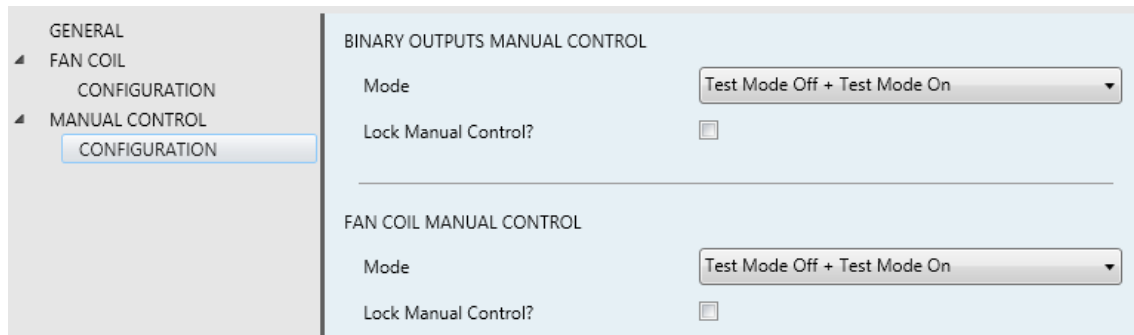 GENERAL
FAN COIL
CONFIGURATION
MANUAL CONTROL
CONFIGURATION
BINARY OUTPUTS MANUAL CONTROL
Mode
Test Mode Off + Test Mode On
Lock Manual Control?
FAN COIL MANUAL CONTROL
Mode
Test Mode Off + Test Mode On
Lock Manual Control?